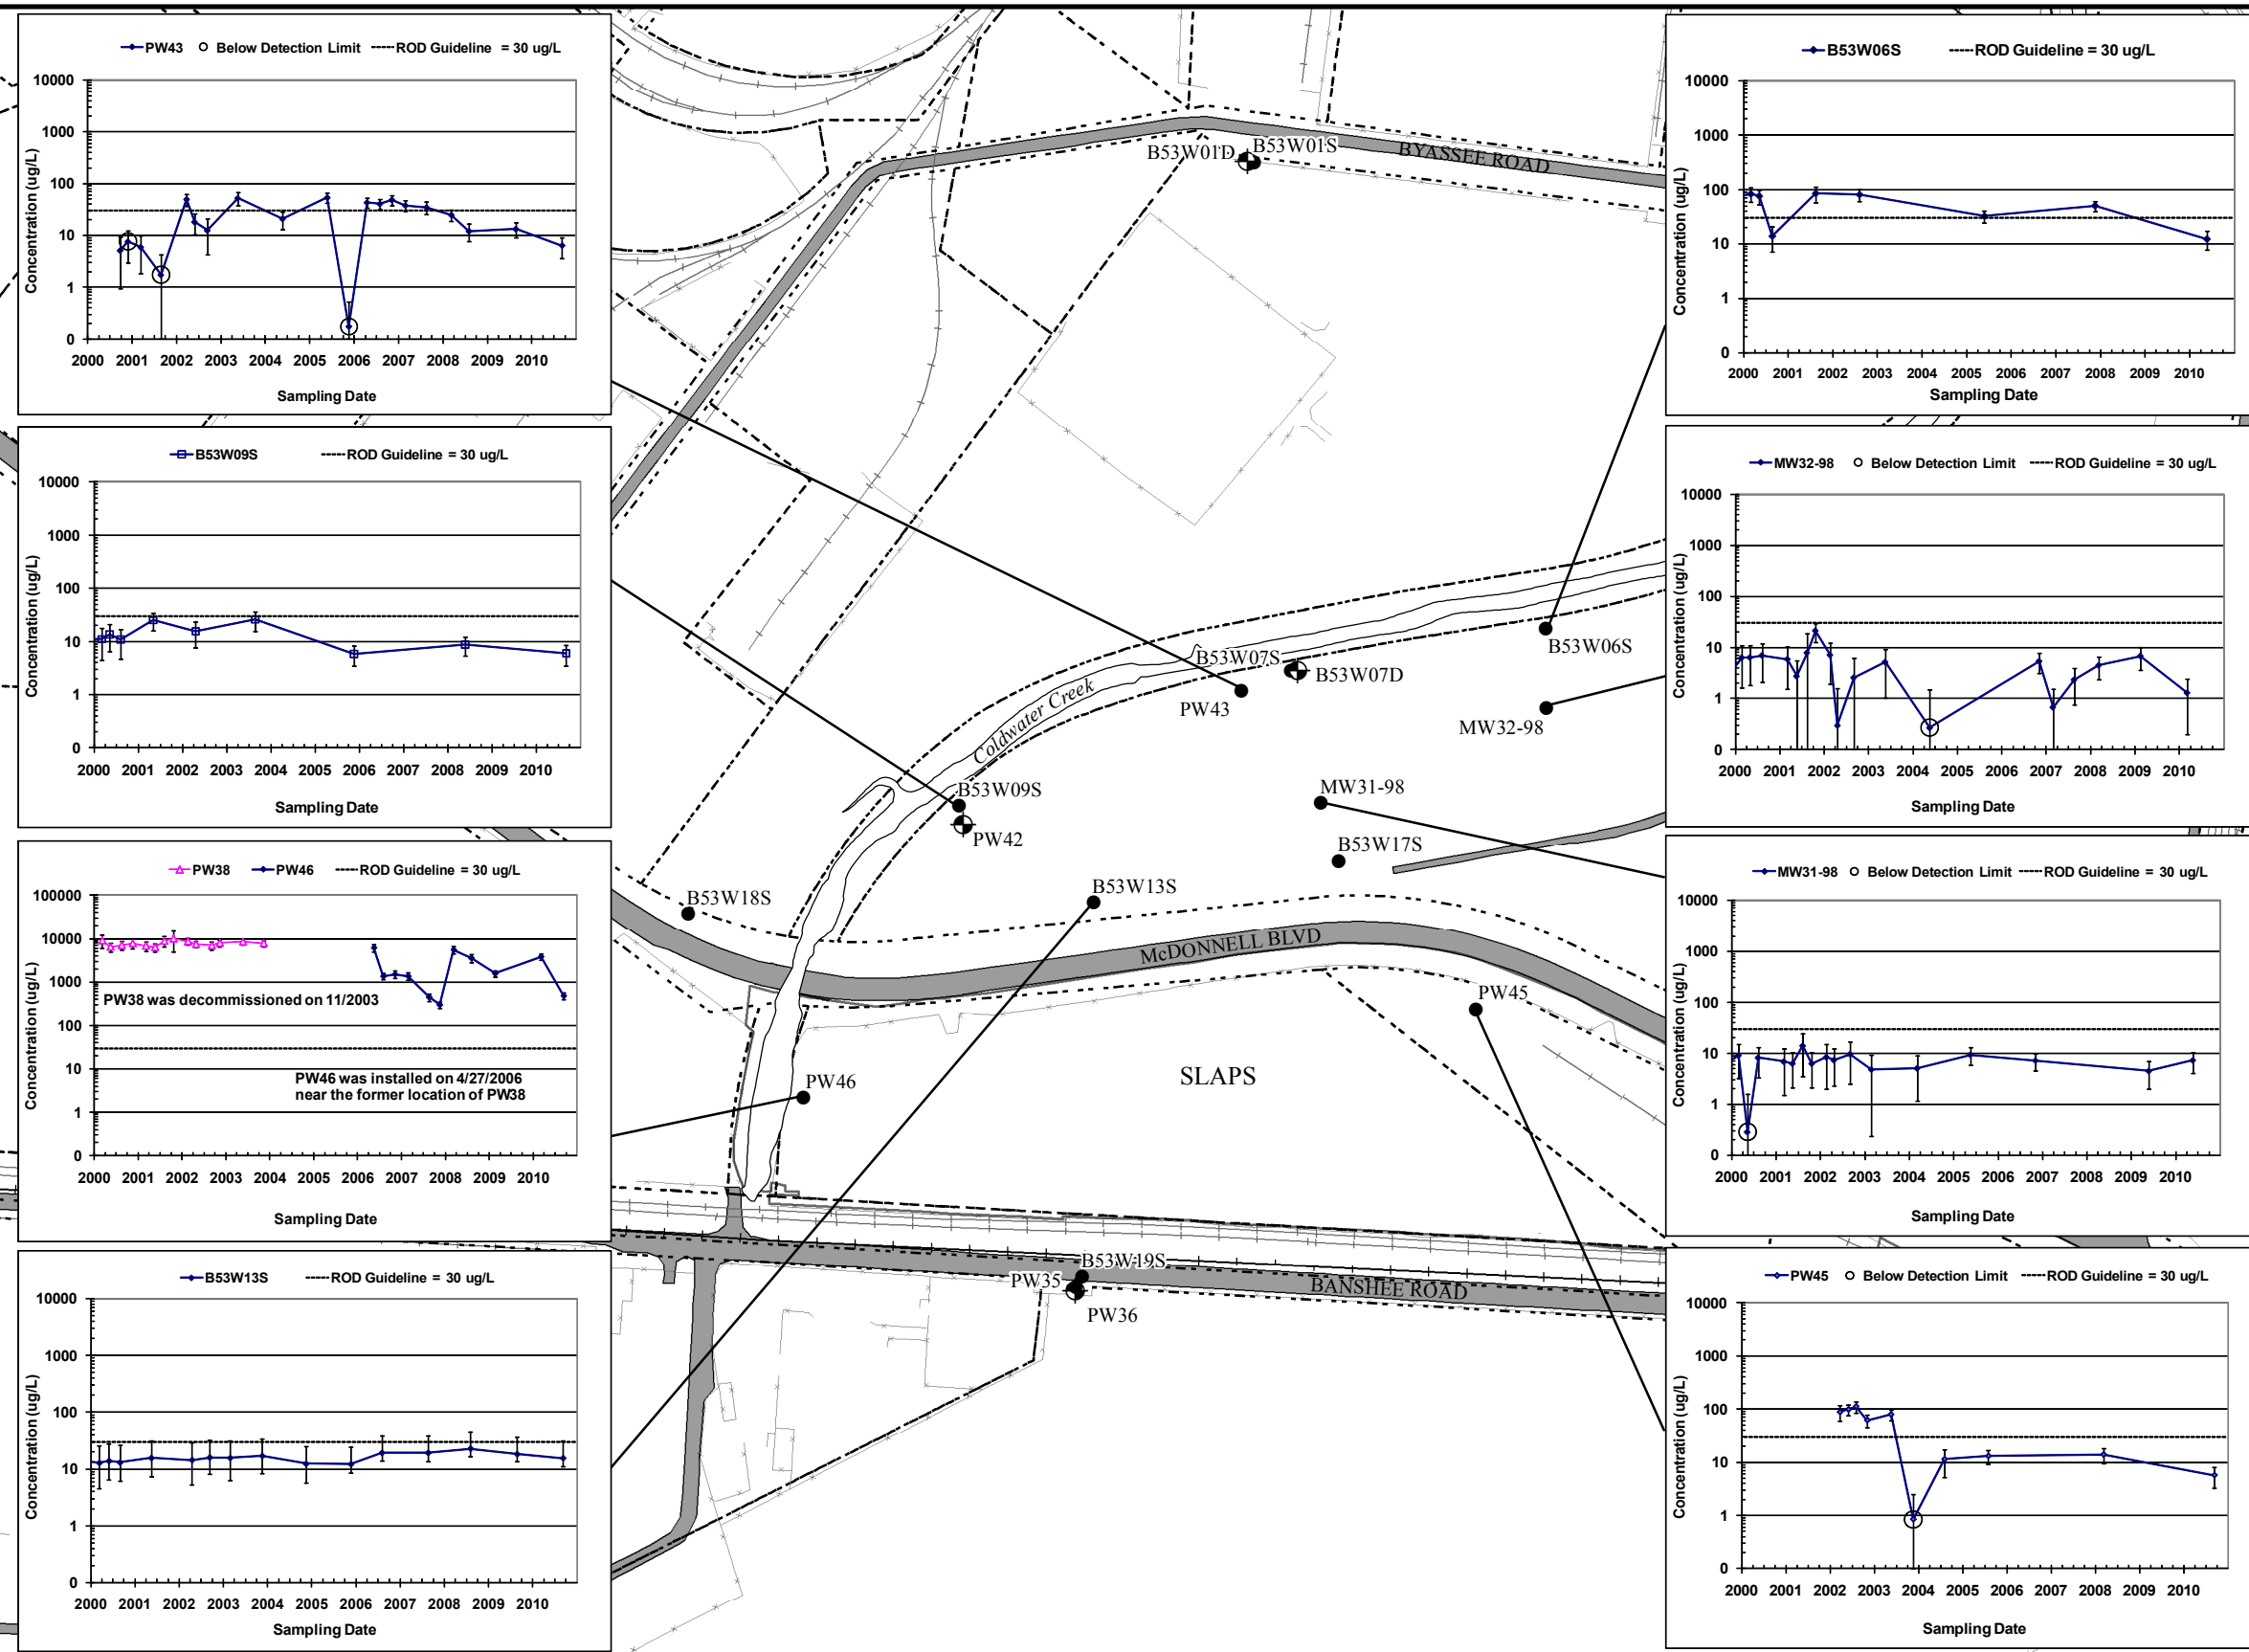 PW43 Below Detection Limit ROD Guideline = 30 ug/L
10000
1000
100
10
1
0
Concentration (ug/L)
2000 2001 2002 2003 2004 2005 2006 2007 2008 2009 2010
Sampling Date
B53W09S ROD Guideline = 30 ug/L
10000
1000
100
10
1
0
Concentration (ug/L)
2000 2001 2002 2003 2004 2005 2006 2007 2008 2009 2010
Sampling Date
PW38 PW46 ROD Guideline = 30 ug/L
100000
10000
1000
100
10
1
0
Concentration (ug/L)
PW38 was decommissioned on 11/2003
PW46 was installed on 4/27/2006
near the former location of PW38
2000 2001 2002 2003 2004 2005 2006 2007 2008 2009 2010
Sampling Date
B53W13S ROD Guideline = 30 ug/L
10000
1000
100
10
1
0
Concentration (ug/L)
2000 2001 2002 2003 2004 2005 2006 2007 2008 2009 2010
Sampling Date
B53W01D B53W01S
BYASSEE ROAD
B53W06S
B53W07S
B53W07D
PW43
MW32-98
Coldwater Creek
B53W09S
PW42
MW31-98
B53W17S
B53W18S
B53W13S
McDONNELL BLVD
PW45
SLAPS
PW46
B53W19S
PW35
PW36
BANSHEE ROAD
B53W06S ROD Guideline = 30 ug/L
10000
1000
100
10
1
0
Concentration (ug/L)
2000 2001 2002 2003 2004 2005 2006 2007 2008 2009 2010
Sampling Date
MW32-98 Below Detection Limit ROD Guideline = 30 ug/L
10000
1000
100
10
1
0
Concentration (ug/L)
2000 2001 2002 2003 2004 2005 2006 2007 2008 2009 2010
Sampling Date
MW31-98 Below Detection Limit ROD Guideline = 30 ug/L
10000
1000
100
10
1
0
Concentration (ug/L)
2000 2001 2002 2003 2004 2005 2006 2007 2008 2009 2010
Sampling Date
PW45 Below Detection Limit ROD Guideline = 30 ug/L
10000
1000
100
10
1
0
Concentration (ug/L)
2000 2001 2002 2003 2004 2005 2006 2007 2008 2009 2010
Sampling Date